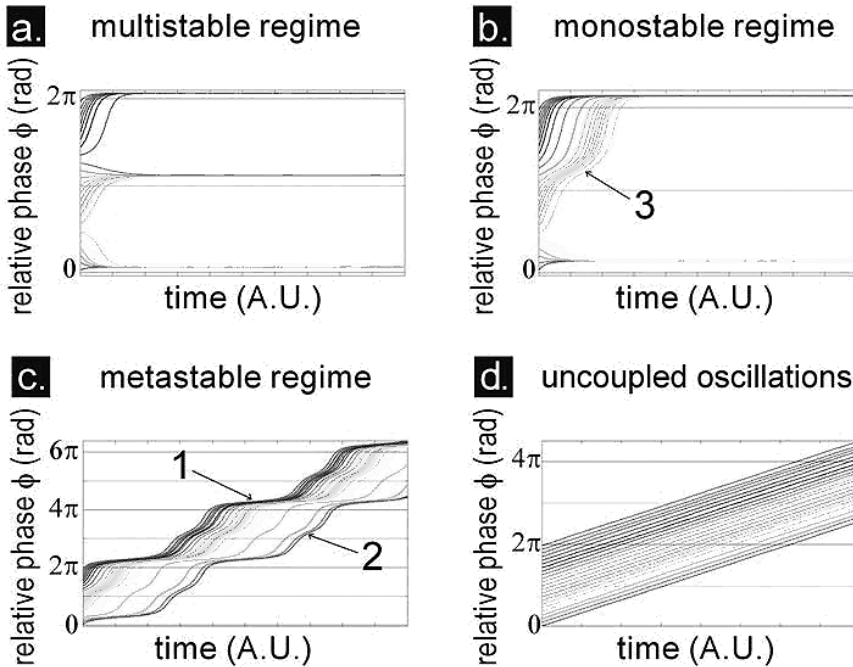 a. multistable regime
relative phase ϕ (rad)
2π
0
time (A.U.)
b. monostable regime
relative phase ϕ (rad)
2π
0
3
time (A.U.)
c. metastable regime
relative phase ϕ (rad)
6π
4π
2π
0
1
2
time (A.U.)
d. uncoupled oscillations
relative phase ϕ (rad)
4π
2π
0
time (A.U.)